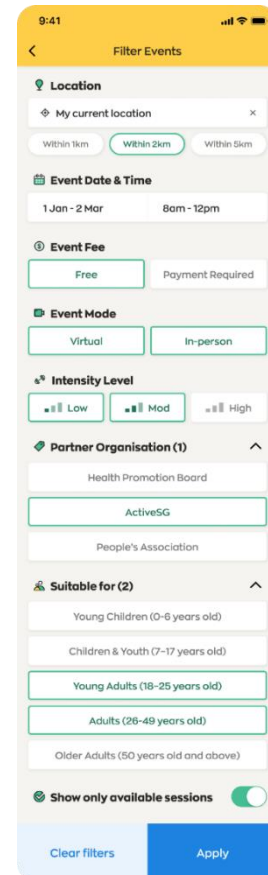 9:41
Filter Events
Location
My current location ×
Within 1km Within 2km Within 5km
Event Date & Time
1 Jan - 2 Mar 8am - 12pm
Event Fee
Free Payment Required
Event Mode
Virtual In-person
Intensity Level
Low Mod High
Partner Organisation (1)
Health Promotion Board
ActiveSG
People's Association
Suitable for (2)
Young Children (0-6 years old)
Children & Youth (7-17 years old)
Young Adults (18-25 years old)
Adults (26-49 years old)
Older Adults (50 years old and above)
Show only available sessions
Clear filters Apply